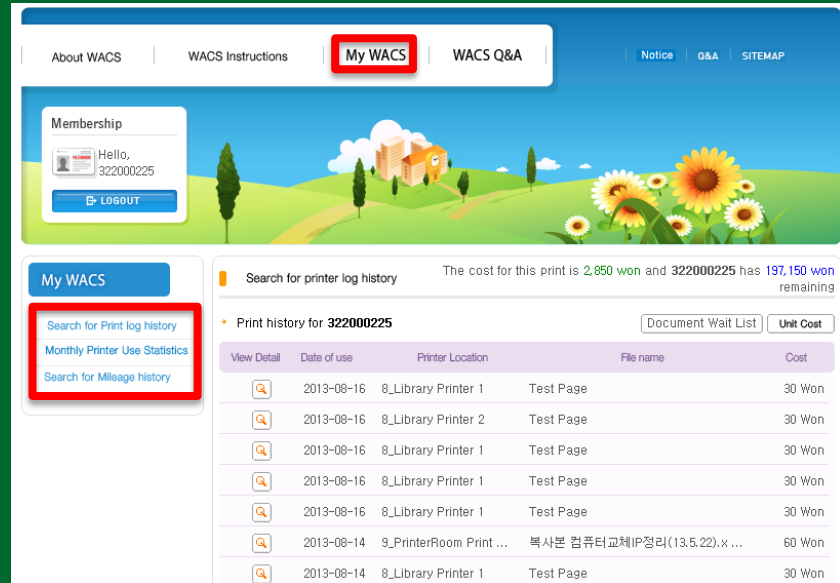 About WACS WACS Instructions My WACS WACS Q&A Notice Q&A SITEMAP
Membership
Hello,
322000225
LOGOUT
My WACS
Search for Print log history
Monthly Printer Use Statistics
Search for Mileage history
Search for printer log history The cost for this print is 2,850 won and 322000225 has 197,150 won
remaining
Print history for 322000225 Document Wait List Unit Cost
View Detail Date of use Printer Location File name Cost
2013-08-16 8_Library Printer 1 Test Page 30 Won
2013-08-16 8_Library Printer 2 Test Page 30 Won
2013-08-16 8_Library Printer 1 Test Page 30 Won
2013-08-16 8_Library Printer 1 Test Page 30 Won
2013-08-16 8_Library Printer 1 Test Page 30 Won
2013-08-14 9_PrinterRoom Print ... 복사본 컴퓨터교체IP정리(13.5.22).x ... 60 Won
2013-08-14 8_Library Printer 1 Test Page 30 Won